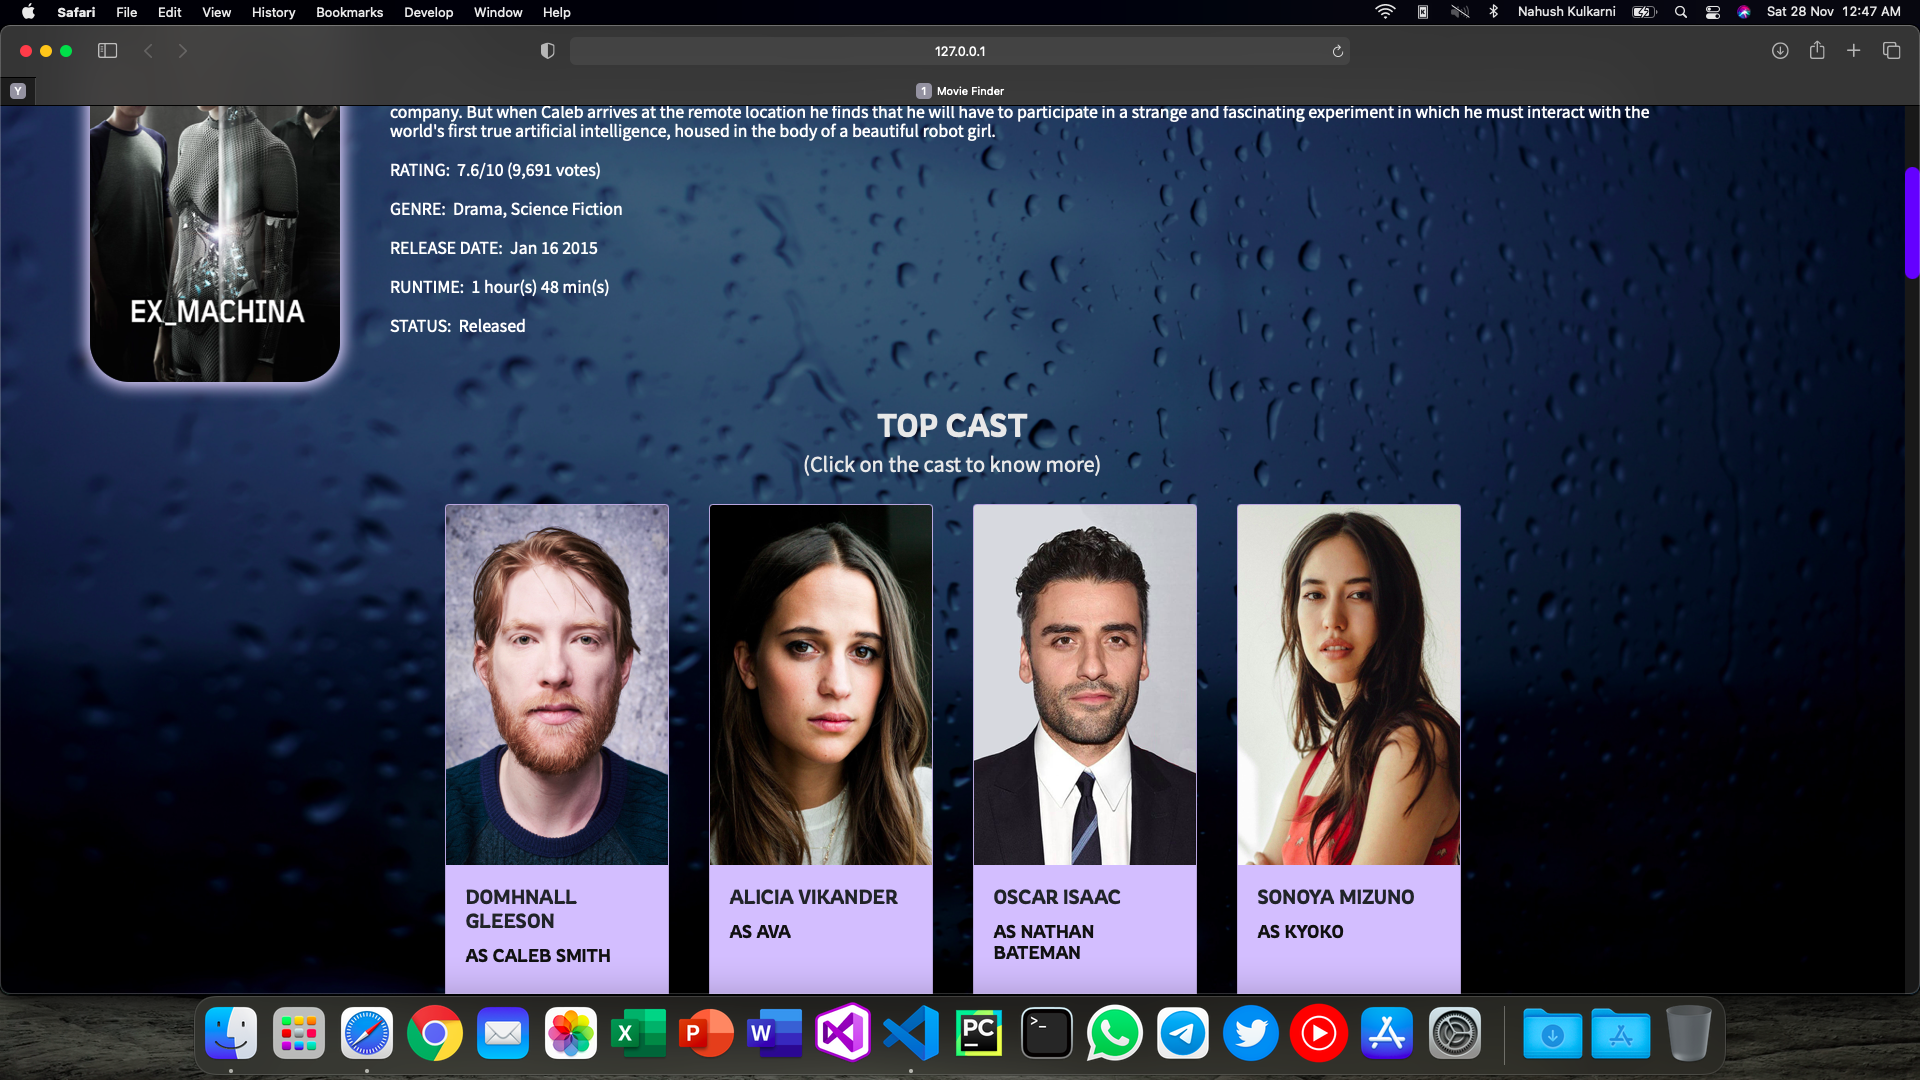 Safari File Edit View History Bookmarks Develop Window Help Nahush Kulkarni Sat 28 Nov 12:47 AM
127.0.0.1
Y 1 Movie Finder
company. But when Caleb arrives at the remote location he finds that he will have to participate in a strange and fascinating experiment in which he must interact with the
world's first true artificial intelligence, housed in the body of a beautiful robot girl.
RATING: 7.6/10 (9,691 votes)
GENRE: Drama, Science Fiction
RELEASE DATE: Jan 16 2015
RUNTIME: 1 hour(s) 48 min(s)
STATUS: Released
EX_MACHINA
TOP CAST
(Click on the cast to know more)
DOMHNALL
GLEESON
AS CALEB SMITH
ALICIA VIKANDER
AS AVA
OSCAR ISAAC
AS NATHAN
BATEMAN
SONOYA MIZUNO
AS KYOKO
X P W PC >_